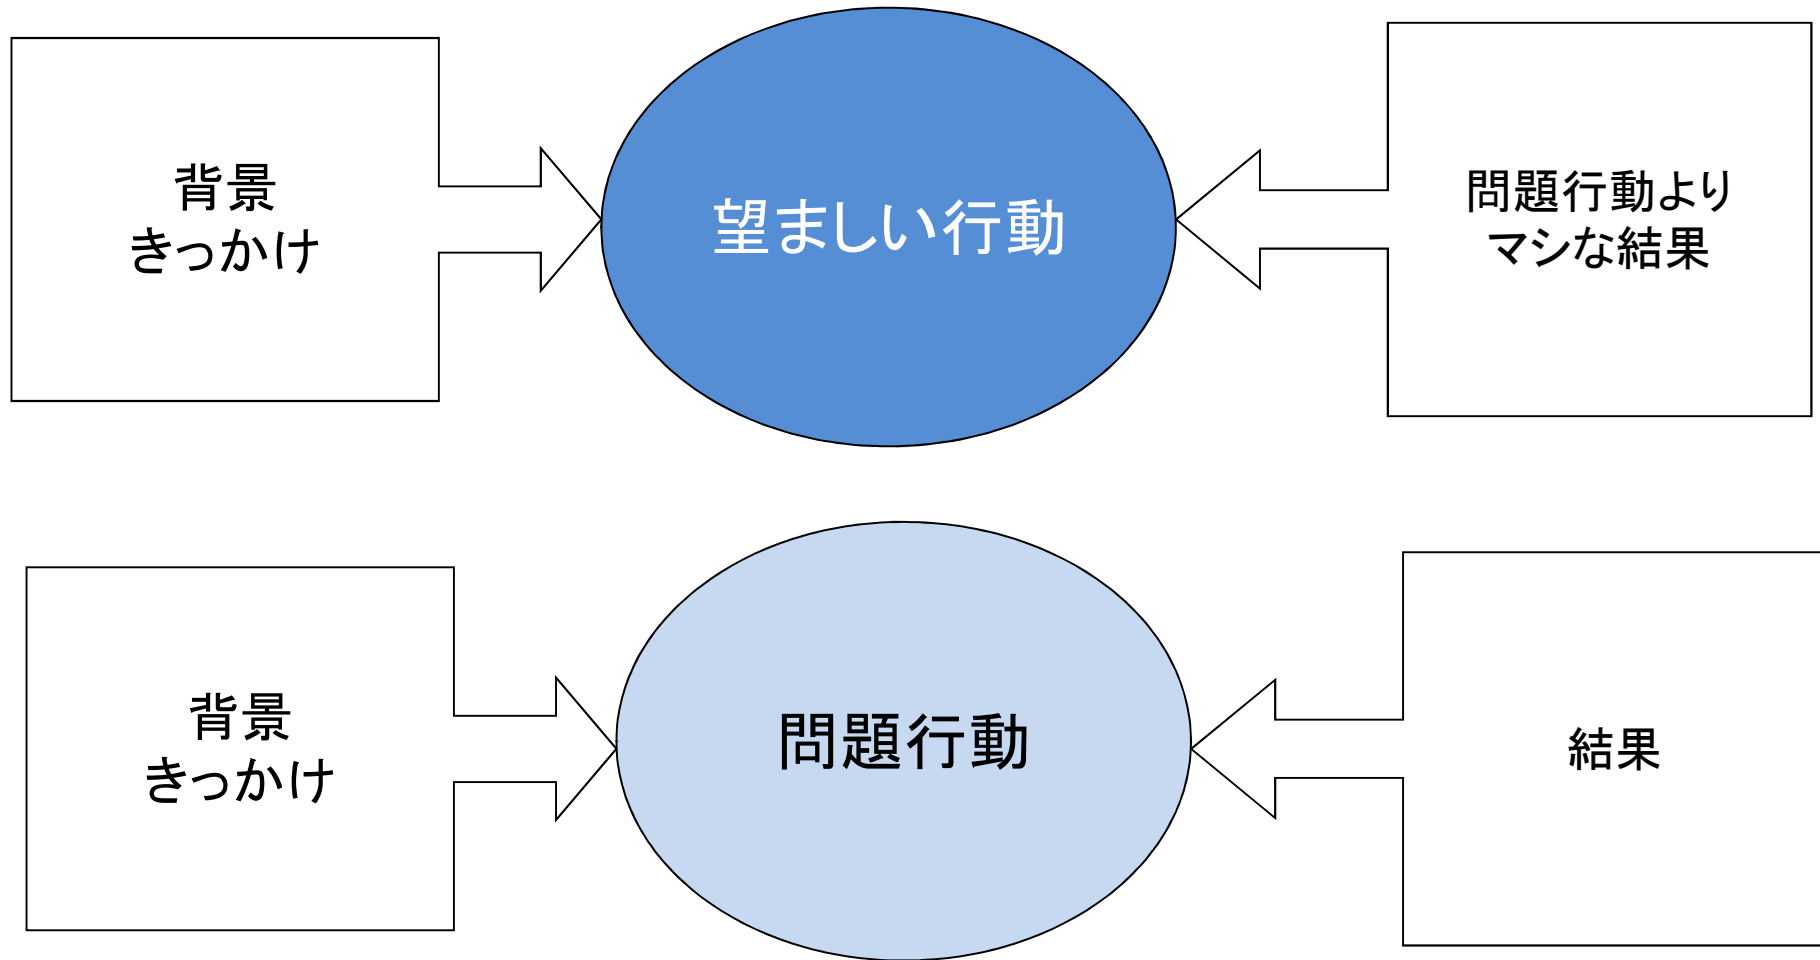 背景
きっかけ
望ましい行動
問題行動より
マシな結果
背景
きっかけ
問題行動
結果